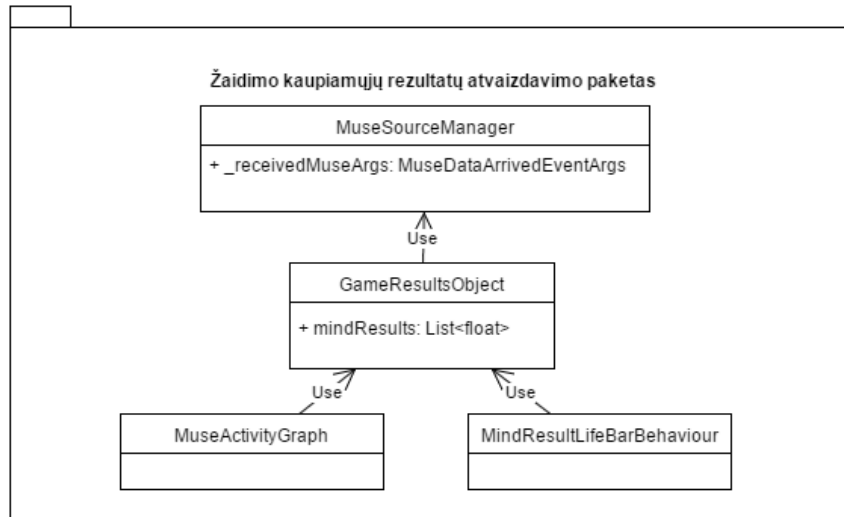 Žaidimo kaupiamųjų rezultatų atvaizdavimo paketas
MuseSourceManager
+ _receivedMuseArgs: MuseDataArrivedEventArgs
Use
GameResultsObject
+ mindResults: List<float>
Use
Use
MuseActivityGraph
MindResultLifeBarBehaviour